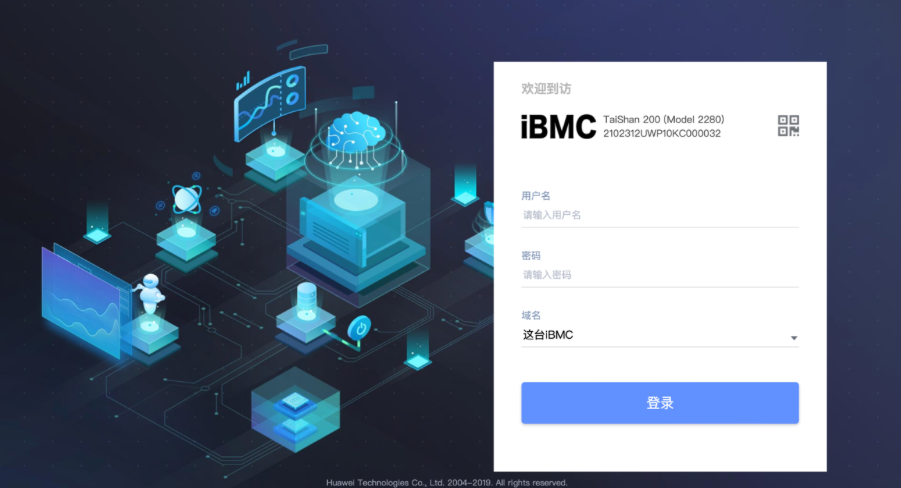 欢迎到访
iBMC
TaiShan 200 (Model 2280)
2102312UWP10KC000032
用户名
请输入用户名
密码
请输入密码
域名
这台iBMC
登录
Huawei Technologies Co., Ltd. 2004-2019. All rights reserved.